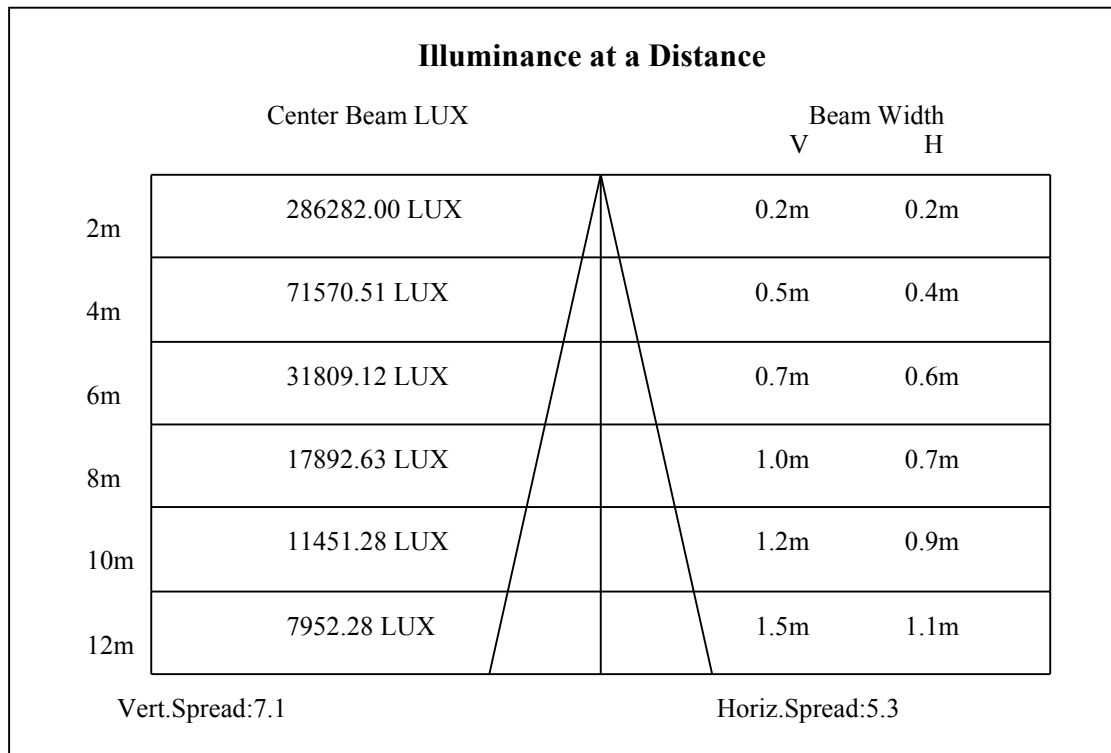 Illuminance at a Distance
Center Beam LUX Beam Width
V H
2m 286282.00 LUX 0.2m 0.2m
4m 71570.51 LUX 0.5m 0.4m
6m 31809.12 LUX 0.7m 0.6m
8m 17892.63 LUX 1.0m 0.7m
10m 11451.28 LUX 1.2m 0.9m
12m 7952.28 LUX 1.5m 1.1m
Vert.Spread:7.1 Horiz.Spread:5.3